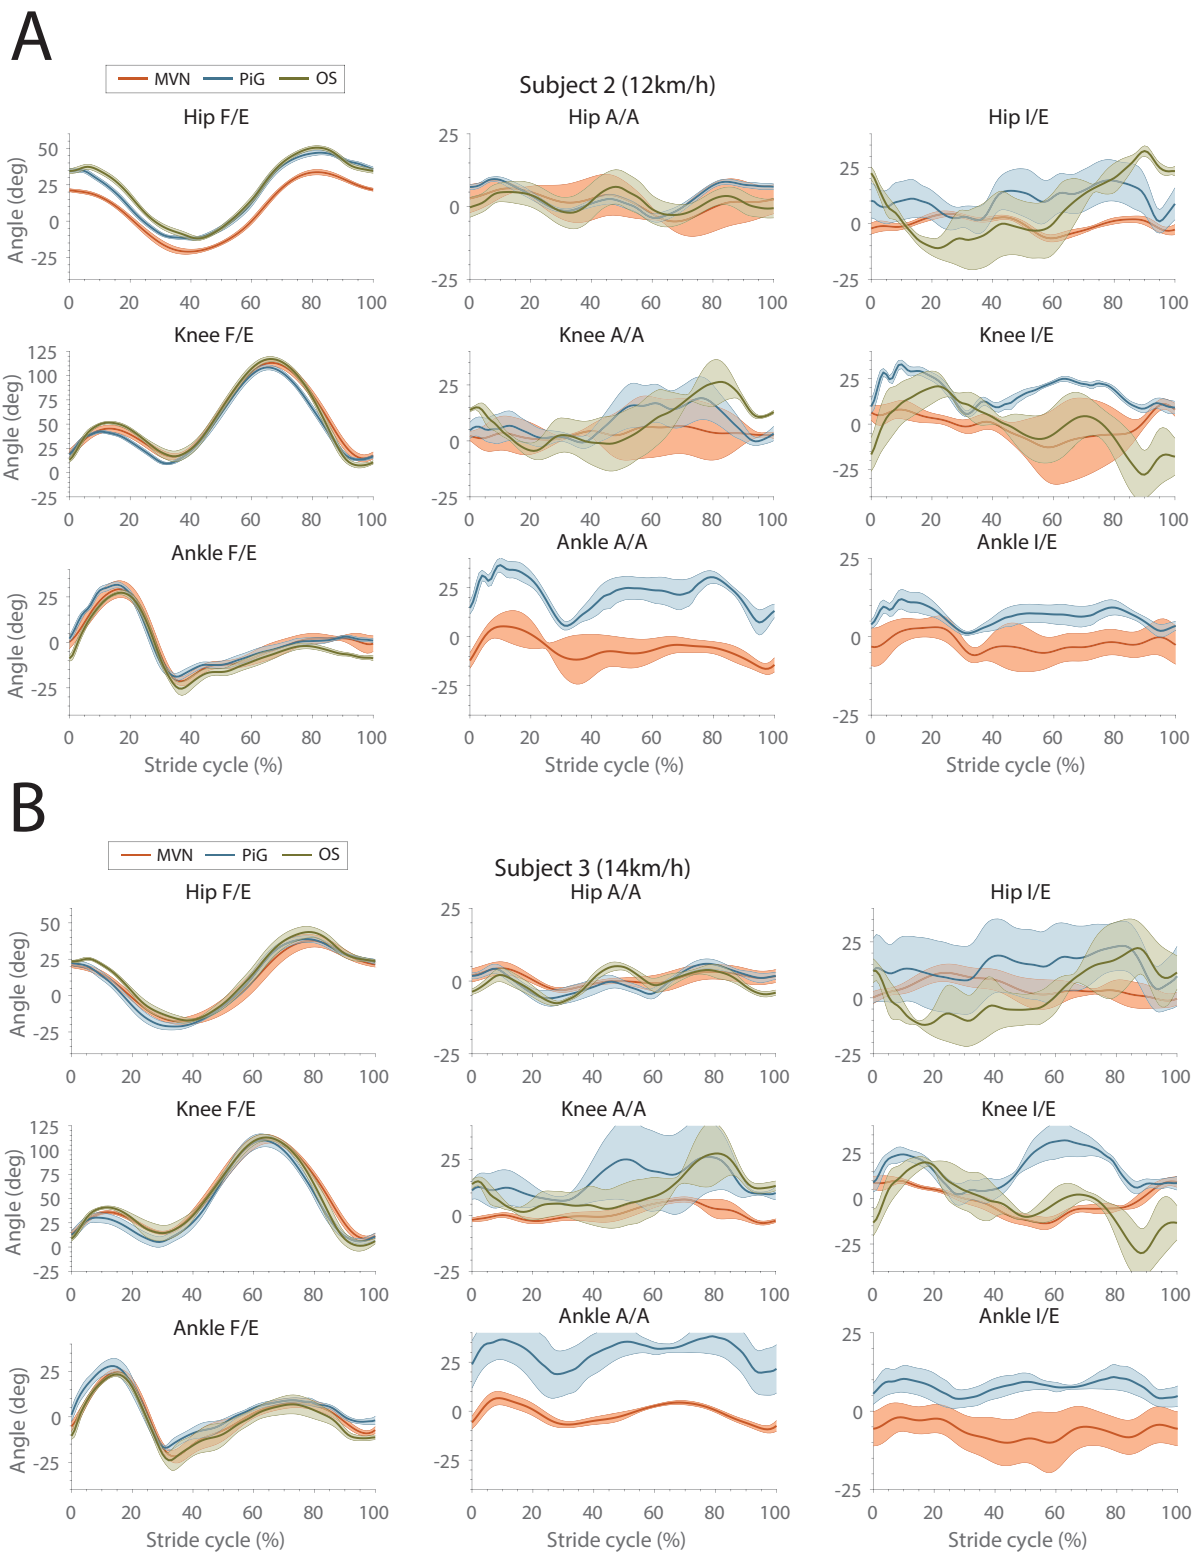 A
MVN PiG OS
Subject 2 (12km/h)
Hip F/E Hip A/A Hip I/E
Angle (deg)
50 25 0 -25
0 20 40 60 80 100
25 0 -25
0 20 40 60 80 100
25 0 -25
0 20 40 60 80 100
Knee F/E Knee A/A Knee I/E
Angle (deg)
125 100 75 50 25 0 -25
0 20 40 60 80 100
25 0 -25
0 20 40 60 80 100
25 0 -25
0 20 40 60 80 100
Ankle F/E Ankle A/A Ankle I/E
Angle (deg)
25 0 -25
0 20 40 60 80 100
25 0 -25
0 20 40 60 80 100
25 0 -25
0 20 40 60 80 100
Stride cycle (%) Stride cycle (%) Stride cycle (%)
B
MVN PiG OS
Subject 3 (14km/h)
Hip F/E Hip A/A Hip I/E
Angle (deg)
50 25 0 -25
0 20 40 60 80 100
25 0 -25
0 20 40 60 80 100
25 0 -25
0 20 40 60 80 100
Knee F/E Knee A/A Knee I/E
Angle (deg)
125 100 75 50 25 0 -25
0 20 40 60 80 100
25 0 -25
0 20 40 60 80 100
25 0 -25
0 20 40 60 80 100
Ankle F/E Ankle A/A Ankle I/E
Angle (deg)
25 0 -25
0 20 40 60 80 100
25 0 -25
0 20 40 60 80 100
25 0 -25
0 20 40 60 80 100
Stride cycle (%) Stride cycle (%) Stride cycle (%)